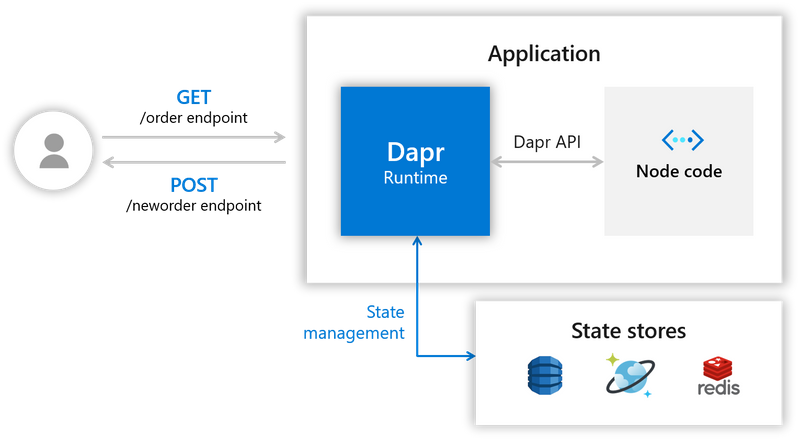 Application
GET
/order endpoint
POST
/neworder endpoint
Dapr
Runtime
Dapr API
Node code
State
management
State stores
redis